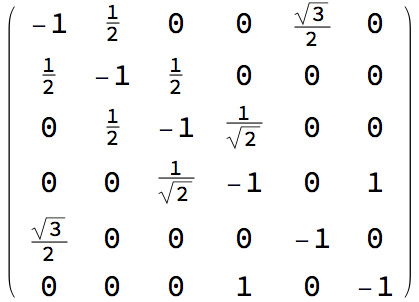 -1 1/2 0 0 √3/2 0
1/2 -1 1/2 0 0 0
0 1/2 -1 1/√2 0 0
0 0 1/√2 -1 0 1
√3/2 0 0 0 -1 0
0 0 0 1 0 -1